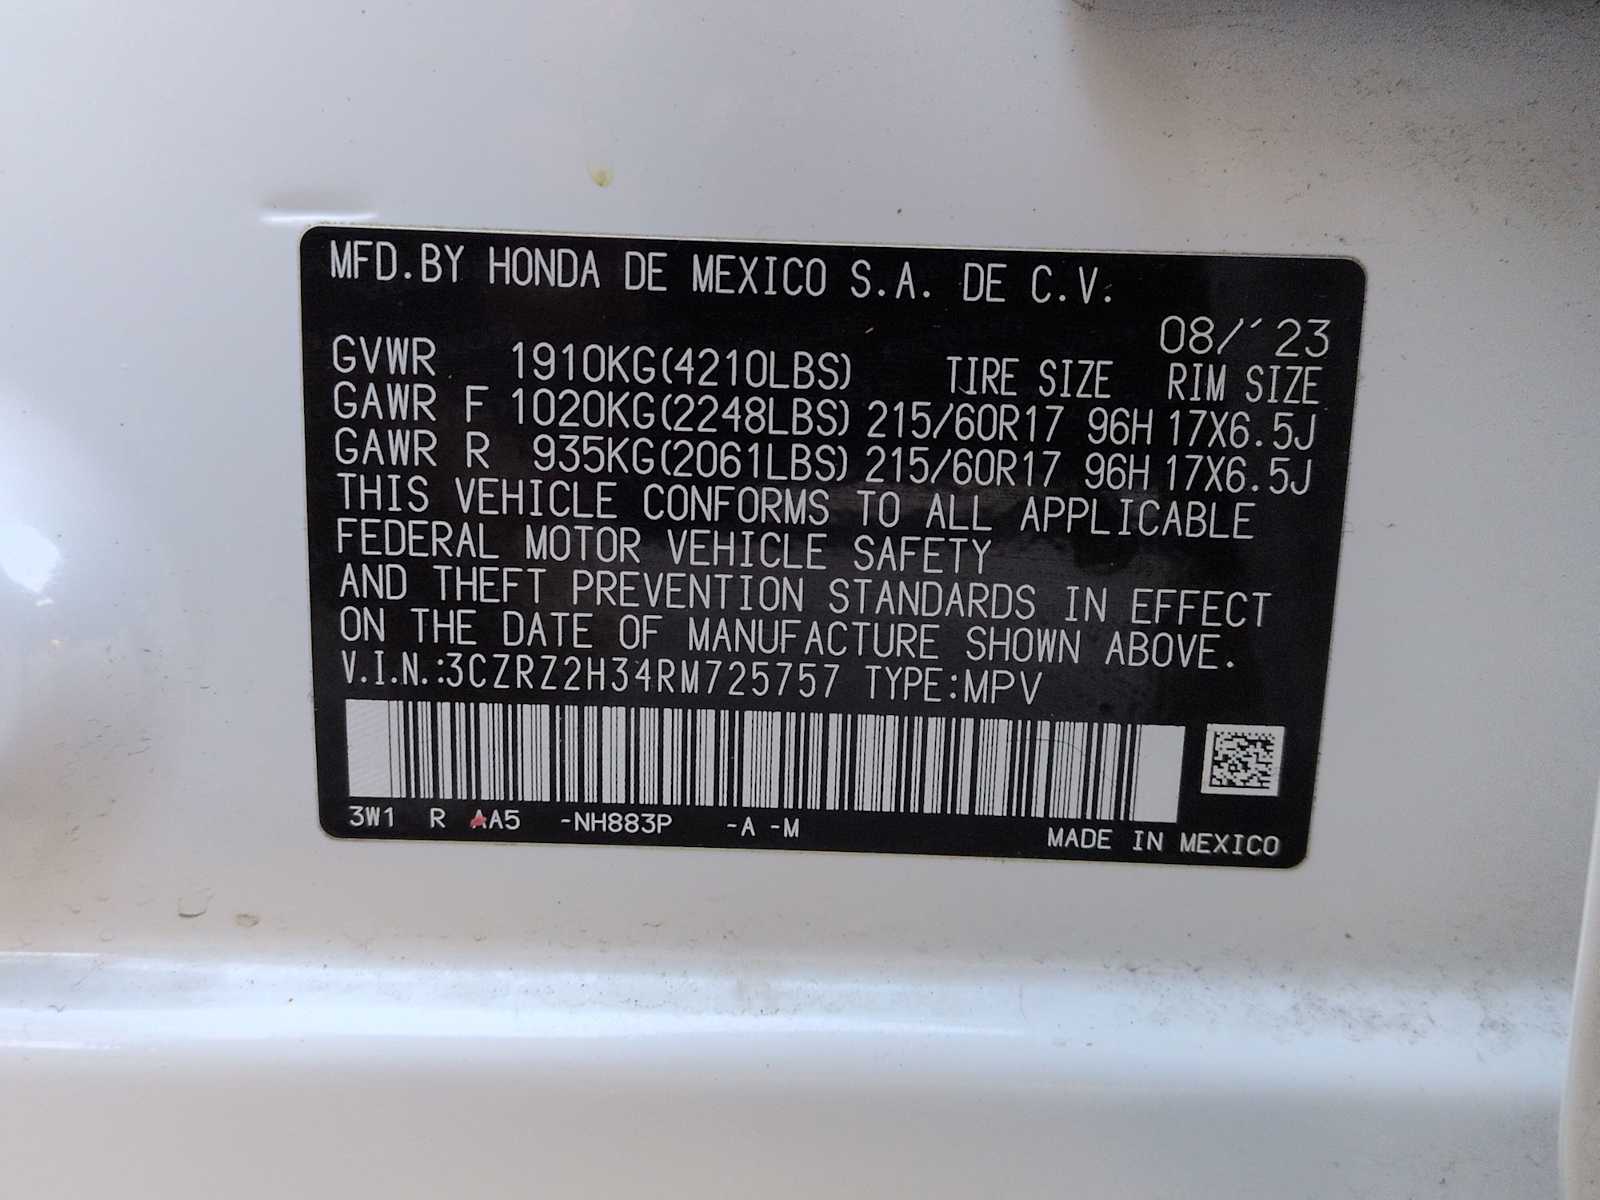 MFD.BY HONDA DE MEXICO S.A. DE C.V.
08/'23
GVWR 1910KG(4210LBS) TIRE SIZE RIM SIZE
GAWR F 1020KG(2248LBS) 215/60R17 96H 17X6.5J
GAWR R 935KG(2061LBS) 215/60R17 96H 17X6.5J
THIS VEHICLE CONFORMS TO ALL APPLICABLE
FEDERAL MOTOR VEHICLE SAFETY
AND THEFT PREVENTION STANDARDS IN EFFECT
ON THE DATE OF MANUFACTURE SHOWN ABOVE.
V.I.N.:3CZRZ2H34RM725757 TYPE:MPV
3W1 R AA5 -NH883P -A -M
MADE IN MEXICO